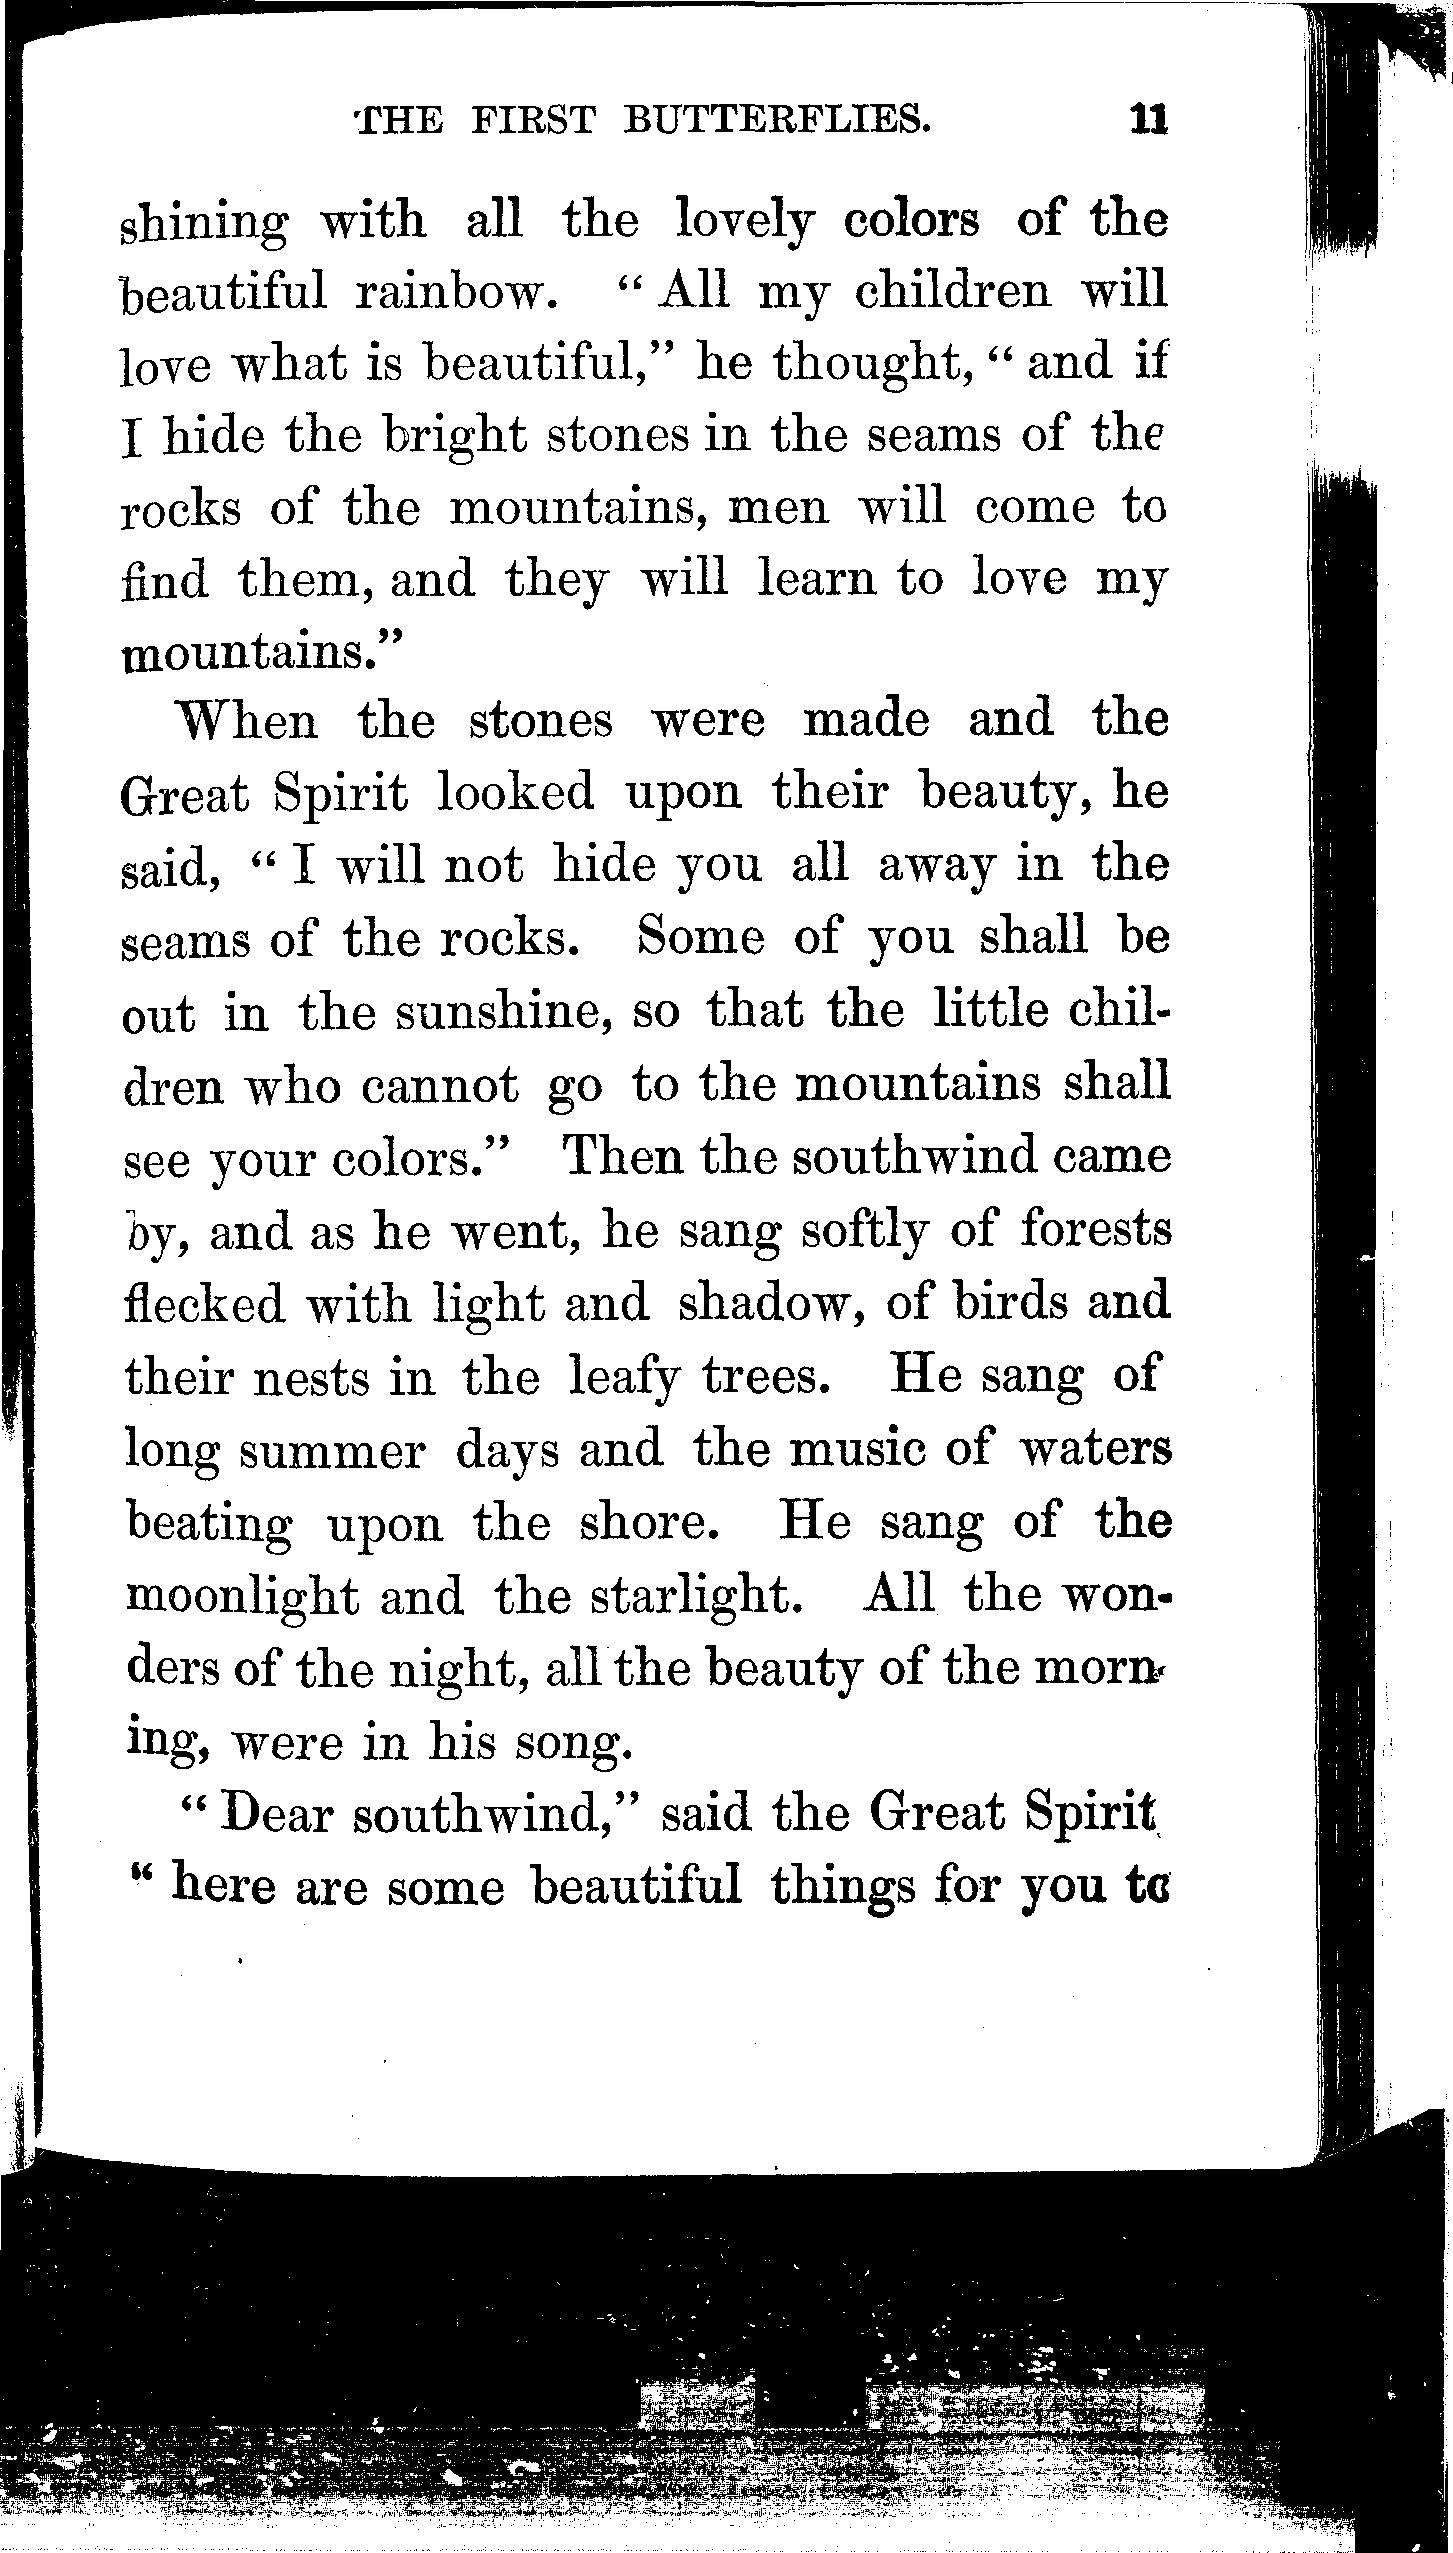 THE FIRST BUTTERFLIES. 11
shining with all the lovely colors of the
beautiful rainbow. “ All my children will
love what is beautiful,” he thought, “ and if
I hide the bright stones in the seams of the
rocks of the mountains, men will come to
find them, and they will learn to love my
mountains.”
When the stones were made and the
Great Spirit looked upon their beauty, he
said, “ I will not hide you all away in the
seams of the rocks. Some of you shall be
out in the sunshine, so that the little chil-
dren who cannot go to the mountains shall
see your colors.” Then the southwind came
by, and as he went, he sang softly of forests
flecked with light and shadow, of birds and
their nests in the leafy trees. He sang of
long summer days and the music of waters
beating upon the shore. He sang of the
moonlight and the starlight. All the won-
ders of the night, all the beauty of the morn-
ing, were in his song.
“ Dear southwind,” said the Great Spirit,
“ here are some beautiful things for you to